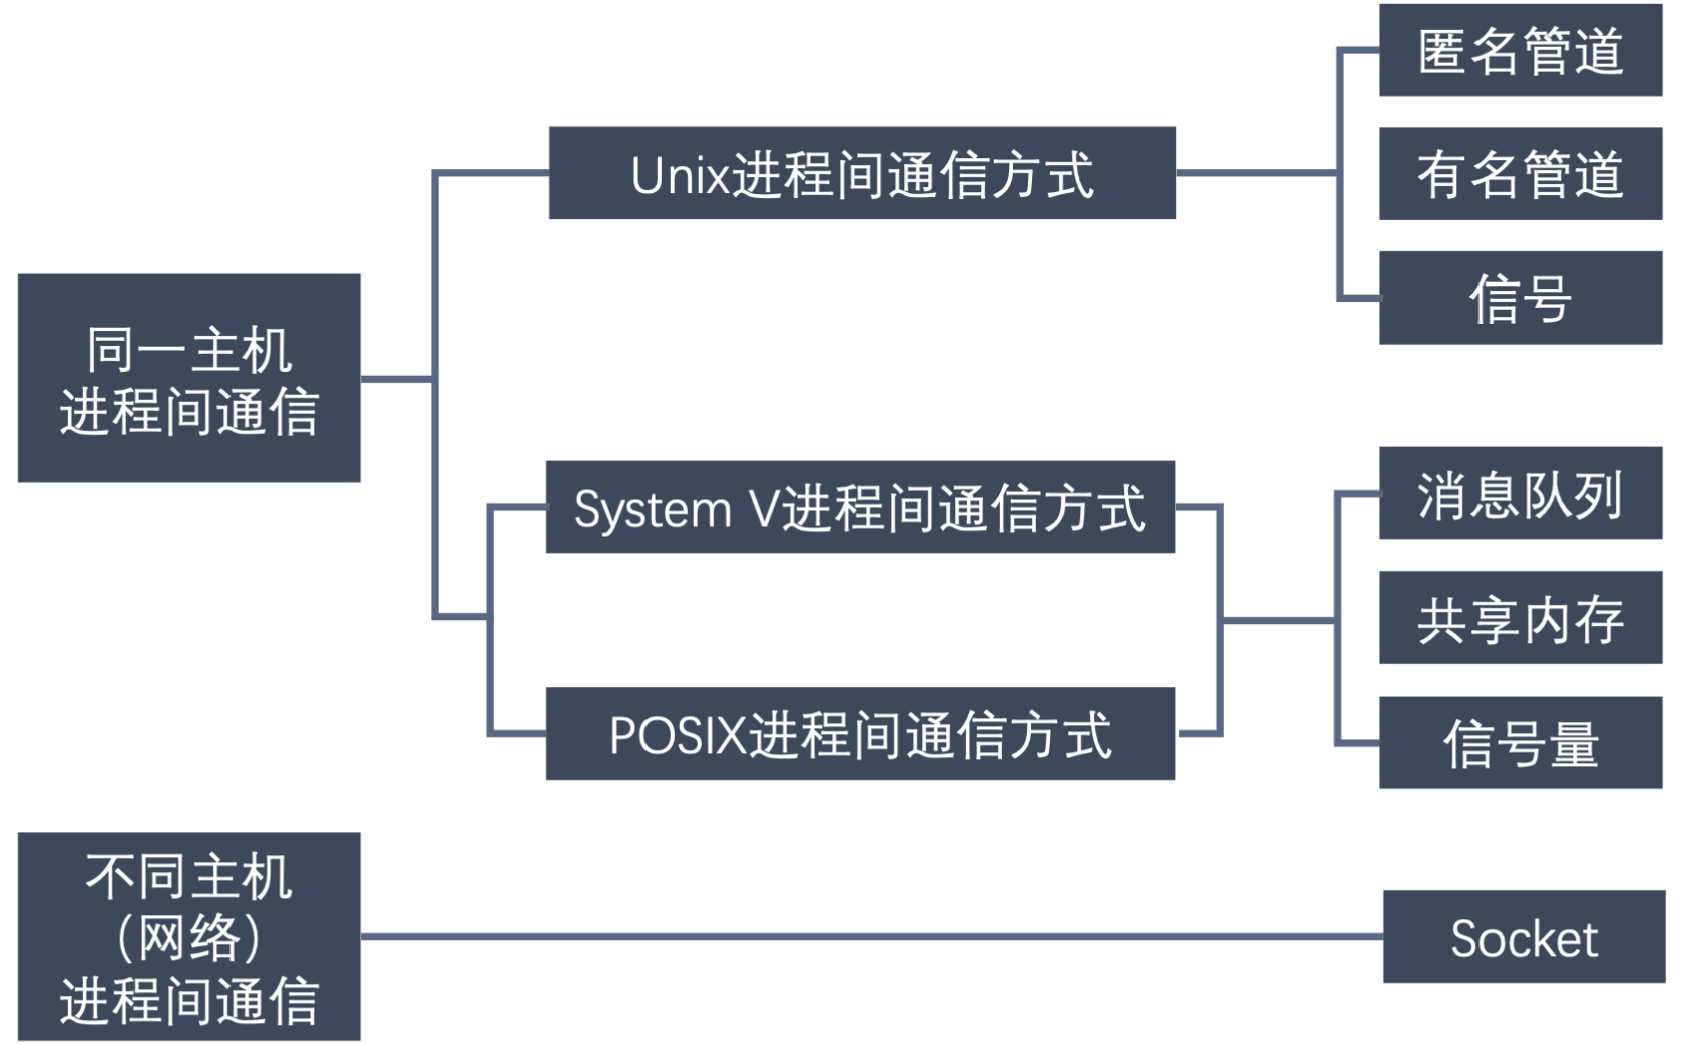 匿名管道
Unix进程间通信方式
有名管道
信号
同一主机
进程间通信
System V进程间通信方式
消息队列
共享内存
POSIX进程间通信方式
信号量
不同主机
（网络）
进程间通信
Socket